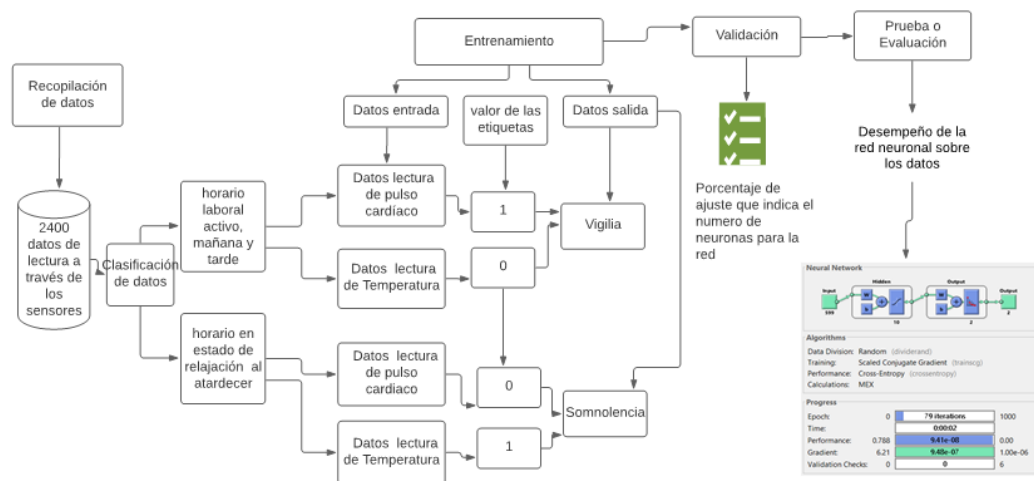 Recopilación
de datos
2400
datos de
lectura a
través de
los
sensores
Clasificación
de datos
horario
laboral
activo,
mañana y
tarde
horario en
estado de
relajación al
atardecer
Entrenamiento
Datos entrada
valor de las
etiquetas
Datos salida
Datos lectura
de pulso
cardíaco
1
Datos lectura
de Temperatura
0
Vigilia
Datos lectura
de pulso
cardiaco
0
Datos lectura
de Temperatura
1
Somnolencia
Validación
Porcentaje de
ajuste que indica el
numero de
neuronas para la
red
Prueba o
Evaluación
Desempeño de la
red neuronal sobre
los datos
Neural Network
Hidden
Output
Input
Output
W
b
W
b
10
2
2
Algorithms
Data Division: Random (dividerand)
Training: Scaled Conjugate Gradient (trainscg)
Performance: Cross-Entropy (crossentropy)
Calculations: MEX
Progress
Epoch: 0 79 iterations 1000
Time: 0:00:02
Performance: 0.788 9.41e-08 0.00
Gradient: 6.21 9.48e-07 1.00e-06
Validation Checks: 0 0 6